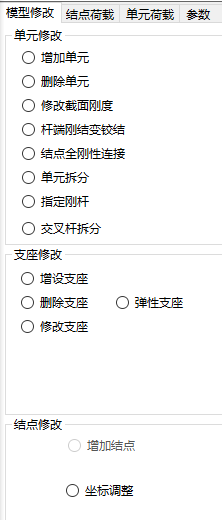 模型修改 结点荷载 单元荷载 参数
单元修改
增加单元
删除单元
修改截面刚度
杆端刚结变铰结
结点全刚性连接
单元拆分
指定刚杆
交叉杆拆分
支座修改
增设支座
删除支座 弹性支座
修改支座
结点修改
增加结点
坐标调整